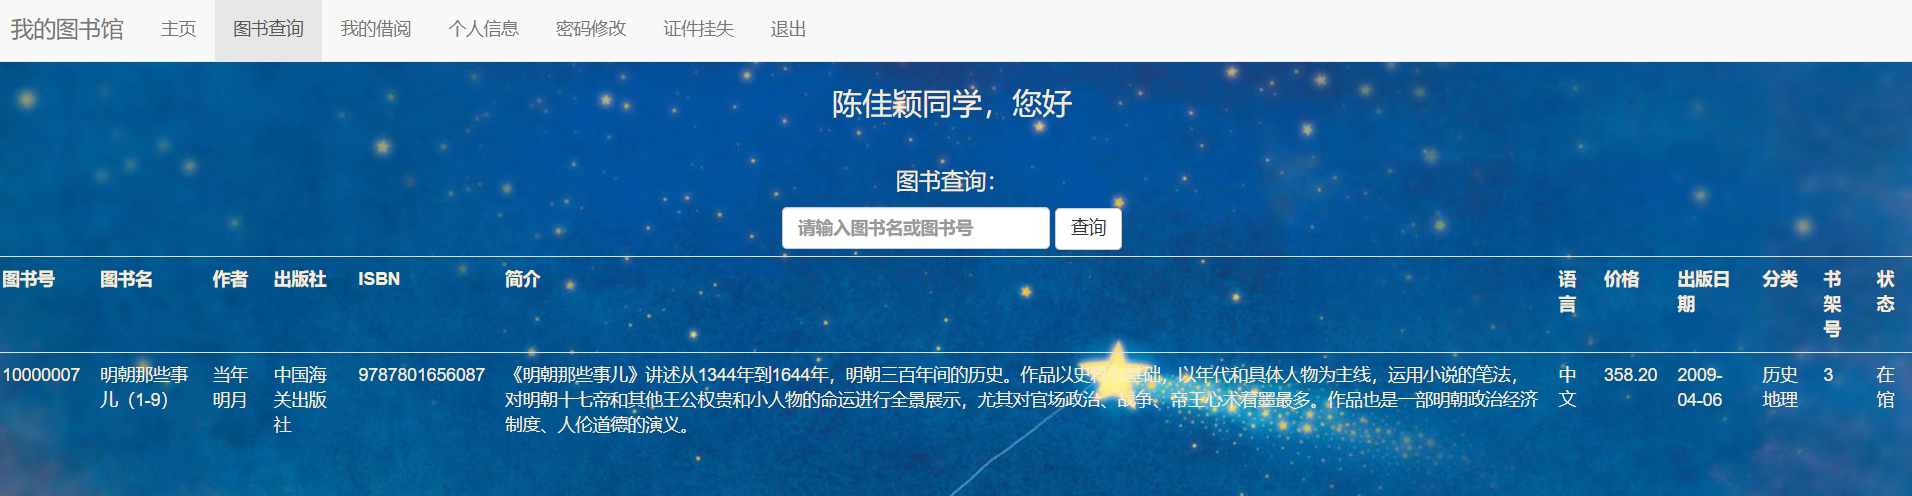 我的图书馆 主页 图书查询 我的借阅 个人信息 密码修改 证件挂失 退出
陈佳颖同学，您好
图书查询：
请输入图书名或图书号 查询
图书号 图书名 作者 出版社 ISBN 简介 语言 价格 出版日期 分类 书架号 状态
10000007 明朝那些事 当年 中国海 9787801656087 《明朝那些事儿》讲述从1344年到1644年，明朝三百年间的历史。作品以史料为基础，以年代和具体人物为主线，运用小说的笔法， 中 358.20 2009- 历史 3 在
儿（1-9） 明月 关出版 对明朝十七帝和其他王公权贵和小人物的命运进行全景展示，尤其对官场政治、战争、帝王心术着墨最多。作品也是一部明朝政治经济 文 04-06 地理 馆
社 制度、人伦道德的演义。